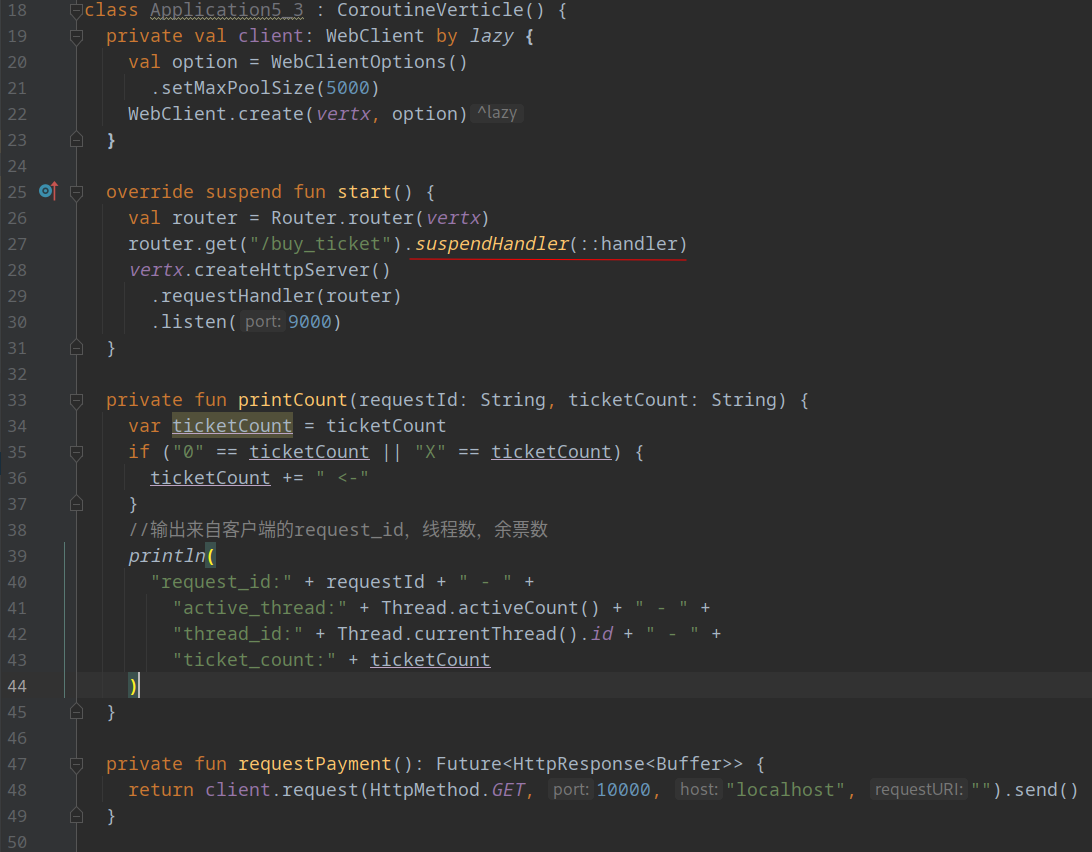 18 class Application5_3 : CoroutineVerticle() {
19 private val client: WebClient by lazy {
20 val option = WebClientOptions()
21 .setMaxPoolSize(5000)
22 WebClient.create(vertx, option) ^lazy
23 }
24
25 override suspend fun start() {
26 val router = Router.router(vertx)
27 router.get("/buy_ticket").suspendHandler(::handler)
28 vertx.createHttpServer()
29 .requestHandler(router)
30 .listen( port: 9000)
31 }
32
33 private fun printCount(requestId: String, ticketCount: String) {
34 var ticketCount = ticketCount
35 if ("0" == ticketCount || "X" == ticketCount) {
36 ticketCount += " <-"
37 }
38 //输出来自客户端的request_id，线程数，余票数
39 println(
40 "request_id:" + requestId + " - " +
41 "active_thread:" + Thread.activeCount() + " - " +
42 "thread_id:" + Thread.currentThread().id + " - " +
43 "ticket_count:" + ticketCount
44 )
45 }
46
47 private fun requestPayment(): Future<HttpResponse<Buffer>> {
48 return client.request(HttpMethod.GET, port: 10000, host: "localhost", requestURI: "").send()
49 }
50